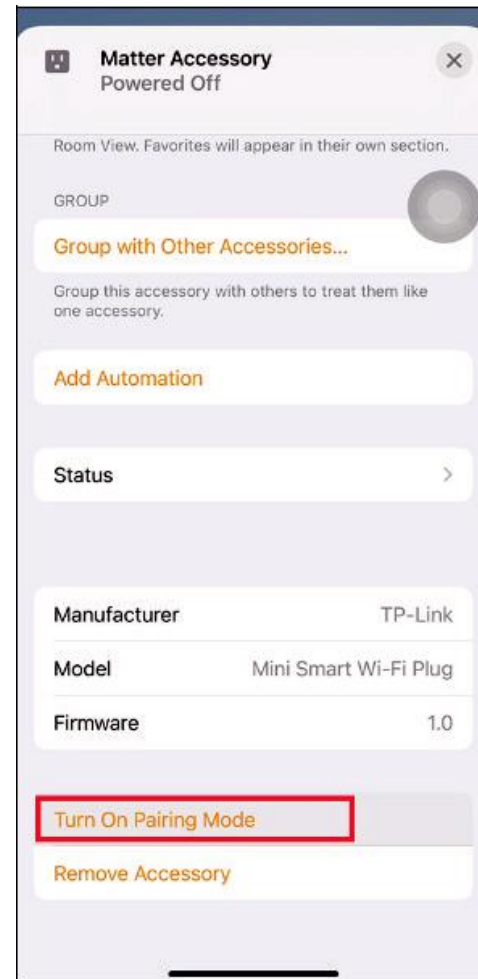 Matter Accessory
Powered Off
Room View. Favorites will appear in their own section.
GROUP
Group with Other Accessories...
Group this accessory with others to treat them like
one accessory.
Add Automation
Status
Manufacturer TP-Link
Model Mini Smart Wi-Fi Plug
Firmware 1.0
Turn On Pairing Mode
Remove Accessory